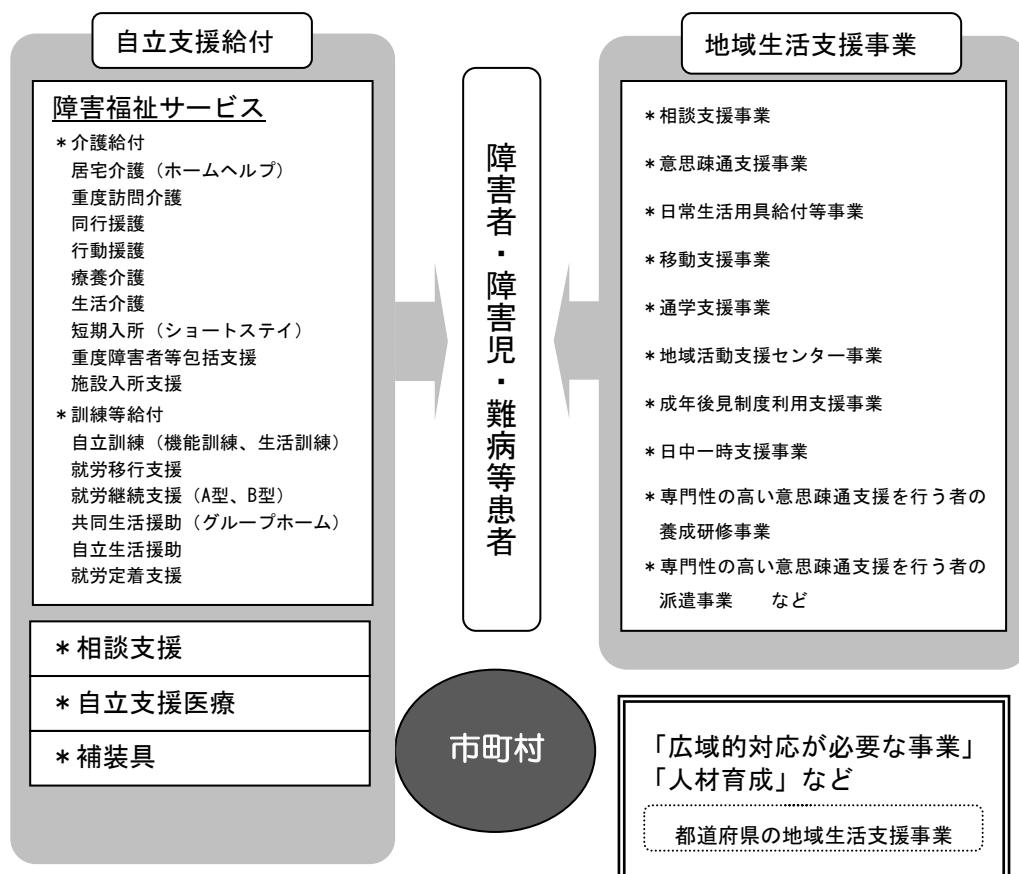 自立支援給付
障害福祉サービス
*介護給付
居宅介護（ホームヘルプ）
重度訪問介護
同行援護
行動援護
療養介護
生活介護
短期入所（ショートステイ）
重度障害者等包括支援
施設入所支援
*訓練等給付
自立訓練（機能訓練、生活訓練）
就労移行支援
就労継続支援（A型、B型）
共同生活援助（グループホーム）
自立生活援助
就労定着支援
*相談支援
*自立支援医療
*補装具
障害者・障害児・難病等患者
市町村
地域生活支援事業
*相談支援事業
*意思疎通支援事業
*日常生活用具給付等事業
*移動支援事業
*通学支援事業
*地域活動支援センター事業
*成年後見制度利用支援事業
*日中一時支援事業
*専門性の高い意思疎通支援を行う者の
養成研修事業
*専門性の高い意思疎通支援を行う者の
派遣事業　　など
「広域的対応が必要な事業」
「人材育成」など
都道府県の地域生活支援事業